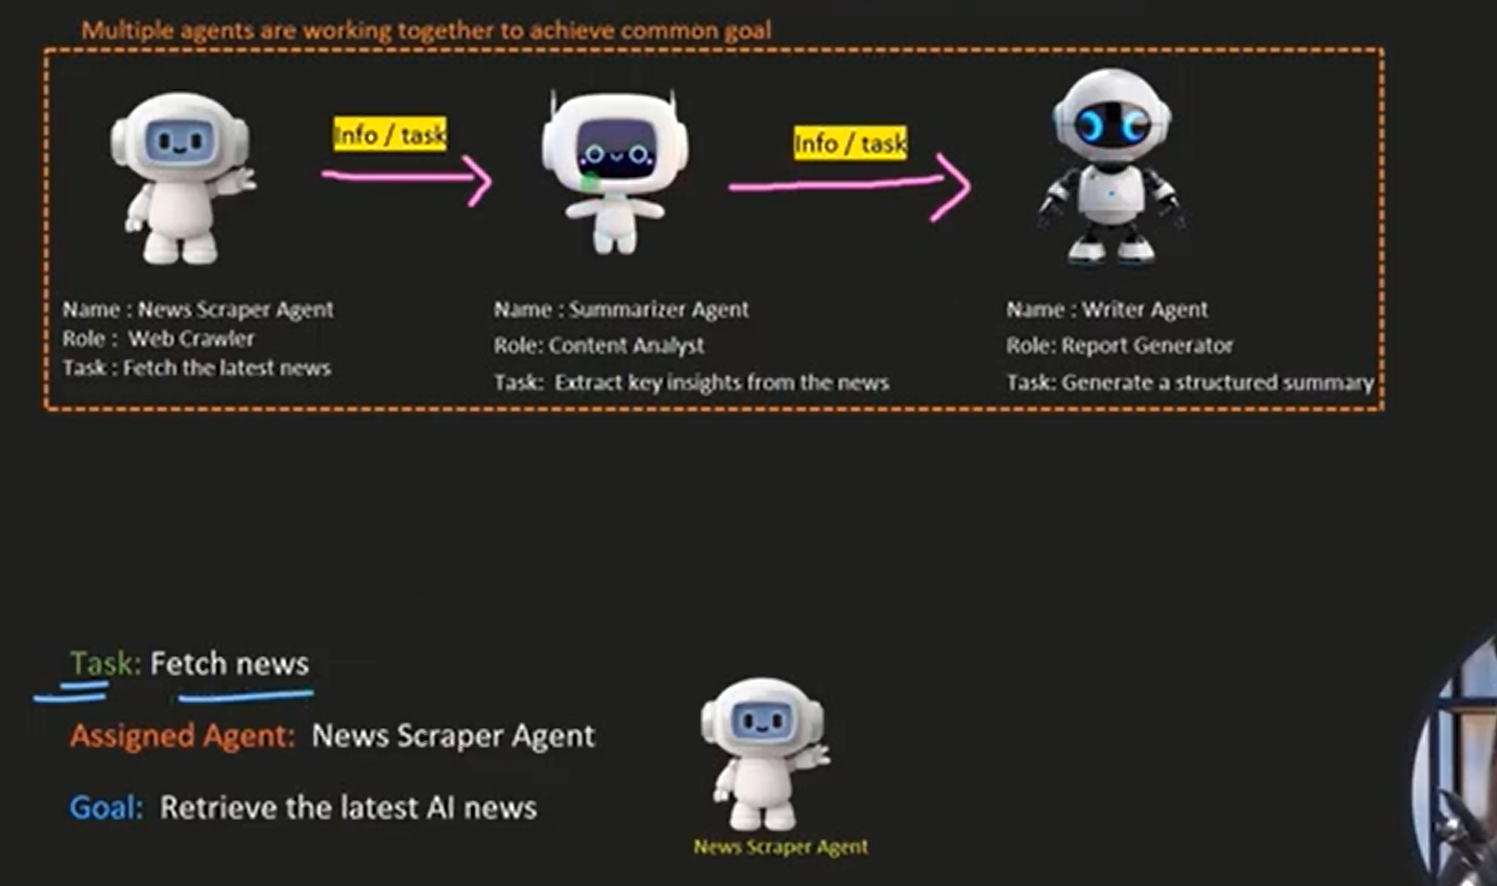 Multiple agents are working together to achieve common goal
Info / task
Info / task
Name : News Scraper Agent
Role : Web Crawler
Task : Fetch the latest news
Name : Summarizer Agent
Role: Content Analyst
Task: Extract key insights from the news
Name : Writer Agent
Role: Report Generator
Task: Generate a structured summary
Task: Fetch news
Assigned Agent: News Scraper Agent
Goal: Retrieve the latest AI news
News Scraper Agent